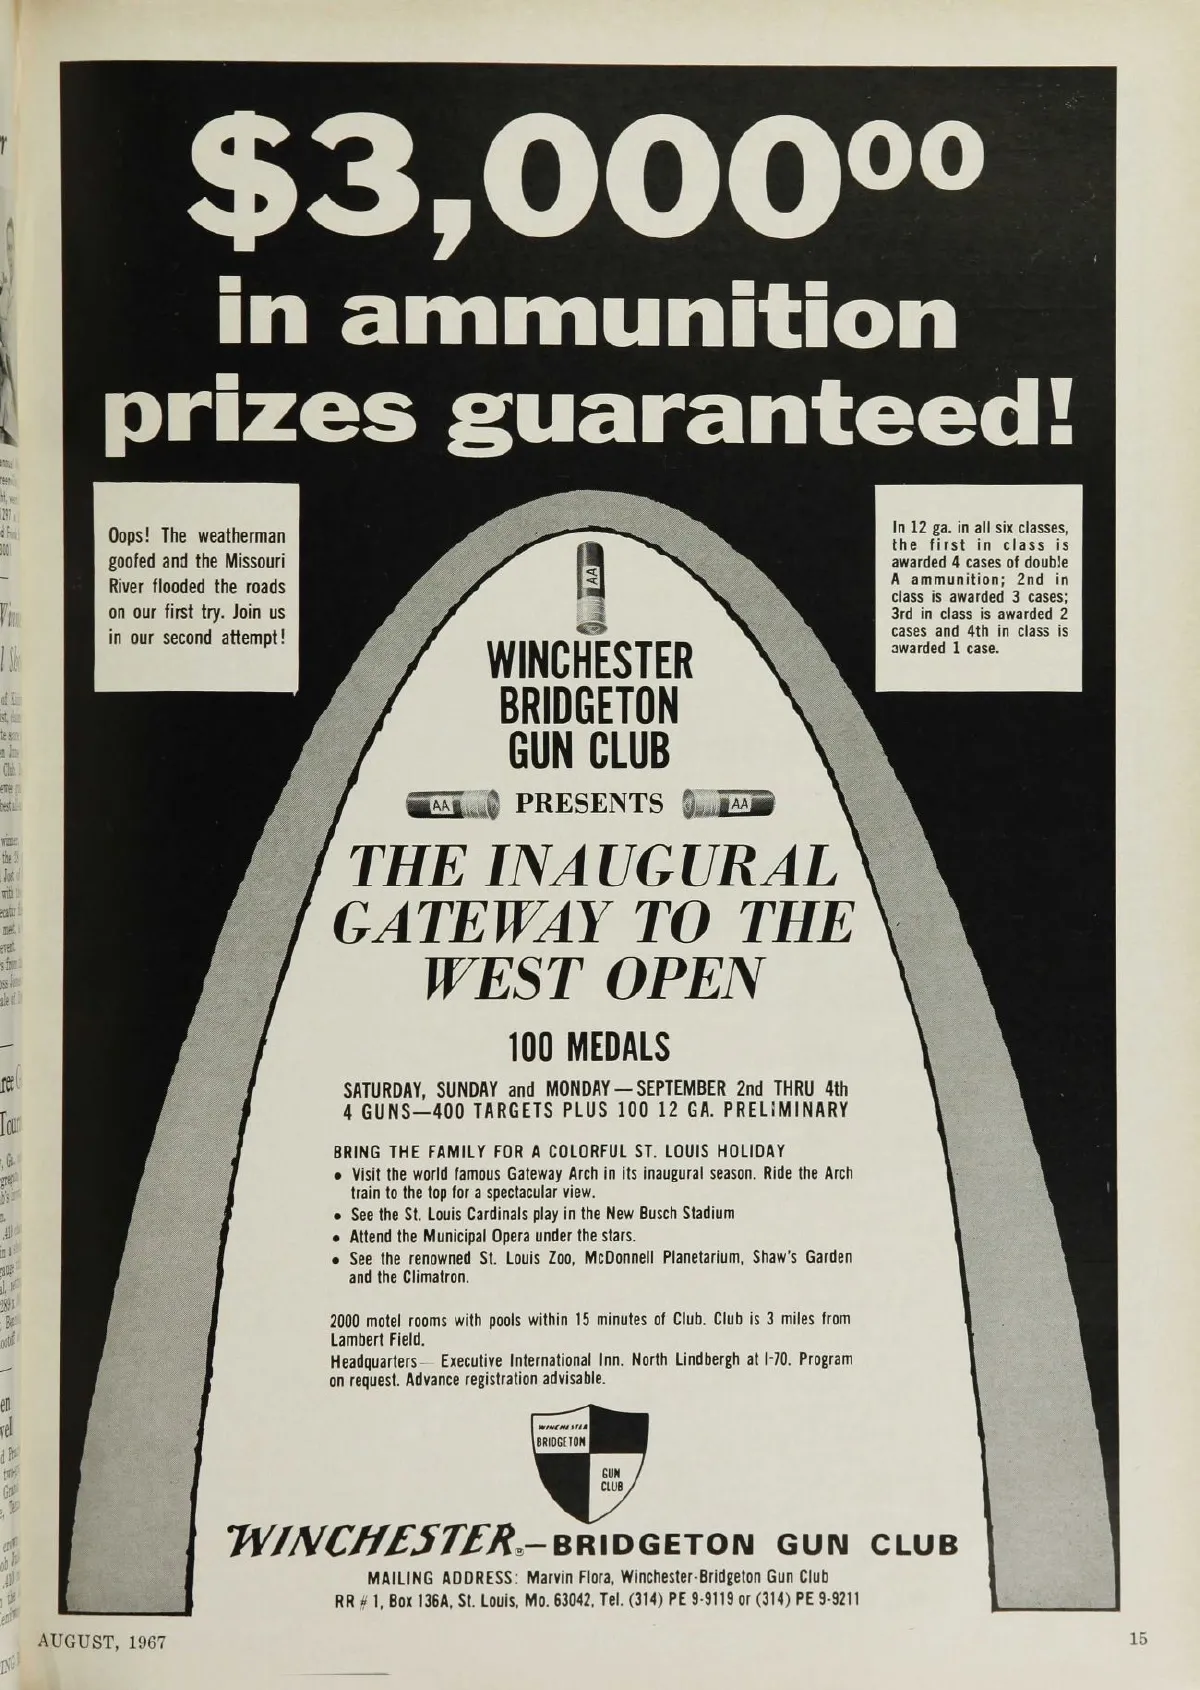 $3,000⁰⁰
in ammunition
prizes guaranteed!
Oops! The weatherman
goofed and the Missouri
River flooded the roads
on our first try. Join us
in our second attempt!
In 12 ga. in all six classes,
the first in class is
awarded 4 cases of double
A ammunition; 2nd in
class is awarded 3 cases;
3rd in class is awarded 2
cases and 4th in class is
awarded 1 case.
AA
WINCHESTER
BRIDGETON
GUN CLUB
AA PRESENTS AA
THE INAUGURAL
GATEWAY TO THE
WEST OPEN
100 MEDALS
SATURDAY, SUNDAY and MONDAY—SEPTEMBER 2nd THRU 4th
4 GUNS—400 TARGETS PLUS 100 12 GA. PRELIMINARY
BRING THE FAMILY FOR A COLORFUL ST. LOUIS HOLIDAY
• Visit the world famous Gateway Arch in its inaugural season. Ride the Arch
train to the top for a spectacular view.
• See the St. Louis Cardinals play in the New Busch Stadium
• Attend the Municipal Opera under the stars.
• See the renowned St. Louis Zoo, McDonnell Planetarium, Shaw's Garden
and the Climatron.
2000 motel rooms with pools within 15 minutes of Club. Club is 3 miles from
Lambert Field.
Headquarters— Executive International Inn. North Lindbergh at I-70. Program
on request. Advance registration advisable.
WINCHESTER
BRIDGETON
GUN
CLUB
WINCHESTER®—BRIDGETON GUN CLUB
MAILING ADDRESS: Marvin Flora, Winchester-Bridgeton Gun Club
RR # 1, Box 136A, St. Louis, Mo. 63042, Tel. (314) PE 9-9119 or (314) PE 9-9211
AUGUST, 1967
15